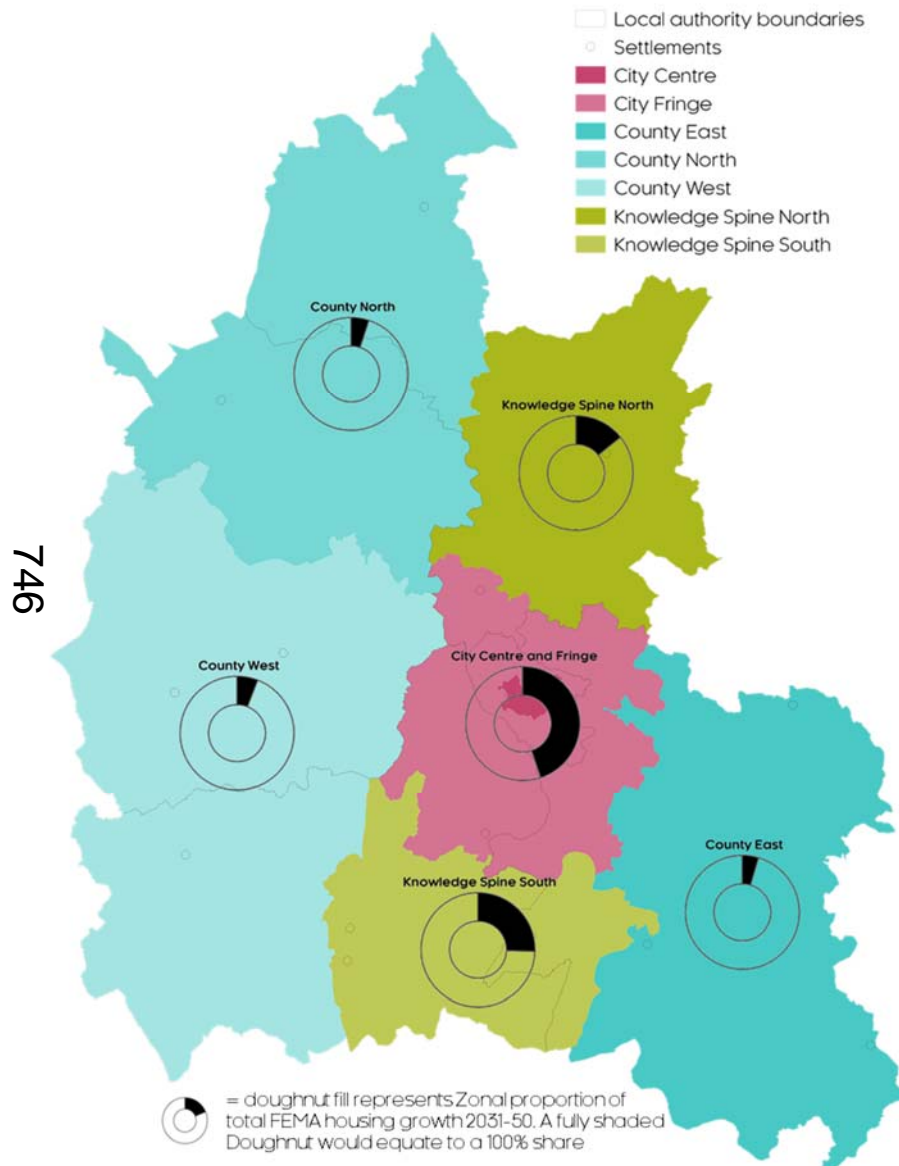 Local authority boundaries
Settlements
City Centre
City Fringe
County East
County North
County West
Knowledge Spine North
Knowledge Spine South
County North
Knowledge Spine North
746
County West
City Centre and Fringe
County East
Knowledge Spine South
= doughnut fill represents Zonal proportion of
total FEMA housing growth 2031-50. A fully shaded
Doughnut would equate to a 100% share